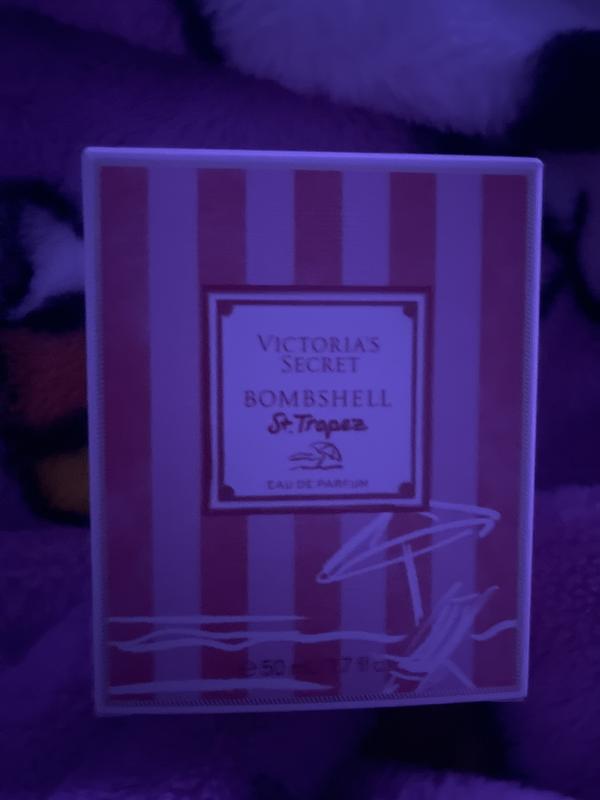 VICTORIA'S
SECRET
BOMBSHELL
St. Tropez
EAU DE PARFUM
e 50 mL 1.7 fl oz